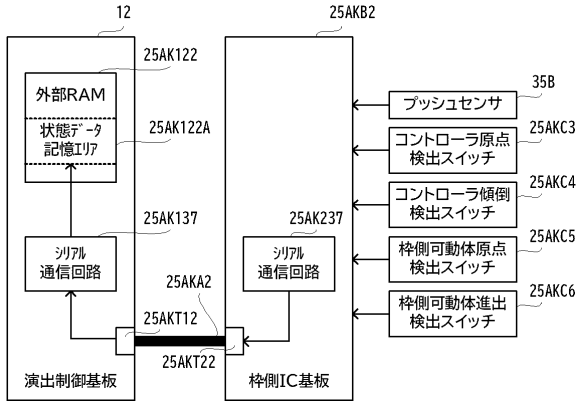 12
25AKB2
25AK122
外部RAM
状態データ
記憶エリア
25AK122A
25AK137
シリアル
通信回路
25AKT12
25AKA2
25AKT22
25AK237
シリアル
通信回路
演出制御基板
枠側IC基板
プッシュセンサ
35B
コントローラ原点
検出スイッチ
25AKC3
コントローラ傾倒
検出スイッチ
25AKC4
枠側可動体原点
検出スイッチ
25AKC5
枠側可動体進出
検出スイッチ
25AKC6